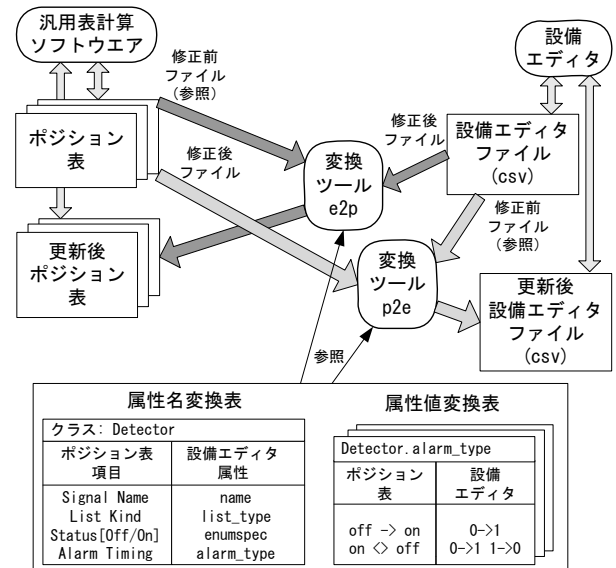 汎用表計算
ソフトウエア
修正前
ファイル
(参照)
設備
エディタ
ポジション
表
修正後
ファイル
変換
ツール
e2p
修正後
ファイル
設備エディタ
ファイル
(csv)
更新後
ポジション
表
変換
ツール
p2e
修正前
ファイル
(参照)
更新後
設備エディタ
ファイル
(csv)
参照
属性名変換表
クラス: Detector
ポジション表
項目
設備エディタ
属性
Signal Name
name
List Kind
list_type
Status[Off/On]
enumspec
Alarm Timing
alarm_type
属性値変換表
Detector.alarm_type
ポジション
表
設備
エディタ
off -> on
0->1
on <> off
0->1 1->0